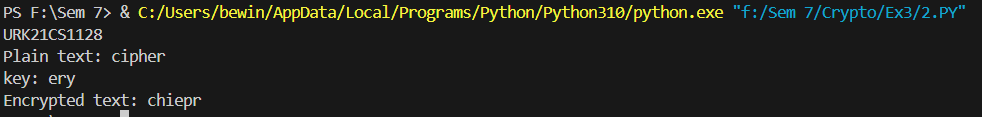 PS F:\Sem 7> & C:/Users/bewin/AppData/Local/Programs/Python/Python310/python.exe "f:/Sem 7/Crypto/Ex3/2.PY"
URK21CS1128
Plain text: cipher
key: ery
Encrypted text: chiepr